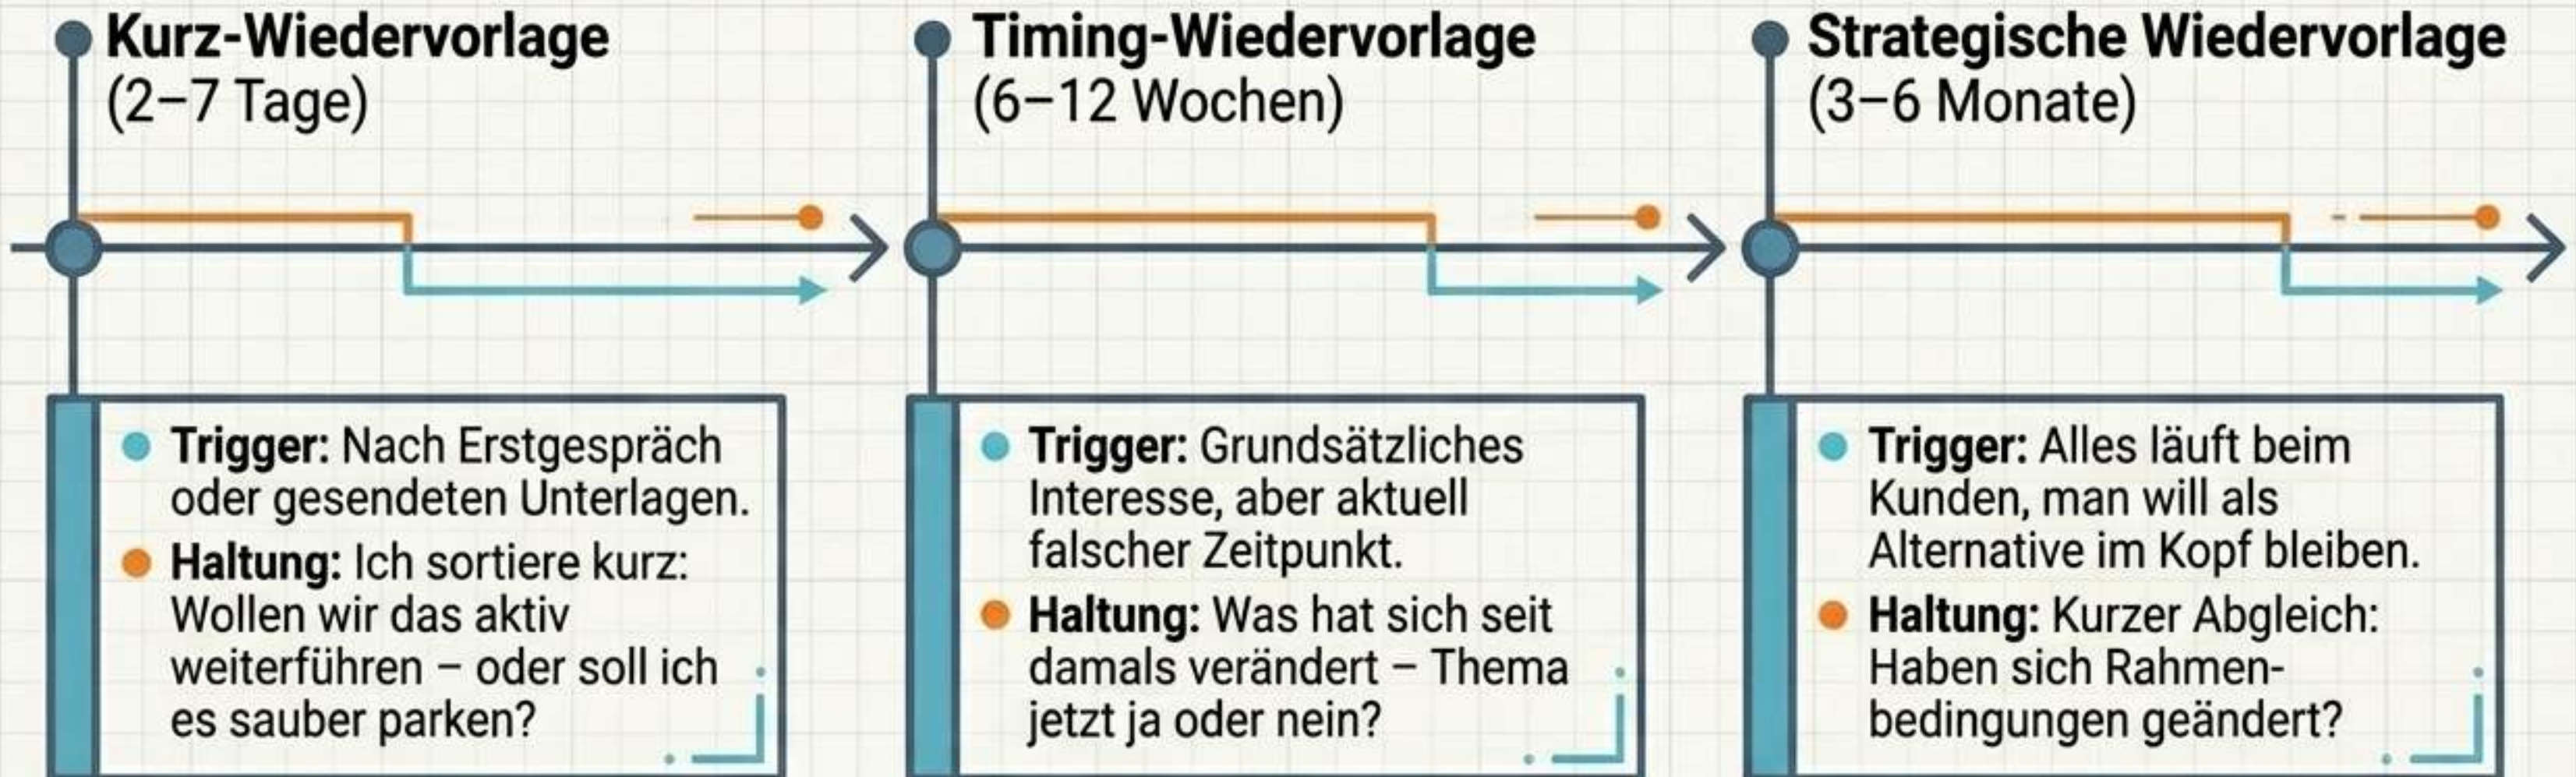 Kurz-Wiedervorlage
(2–7 Tage)
Trigger: Nach Erstgespräch
oder gesendeten Unterlagen.
Haltung: Ich sortiere kurz:
Wollen wir das aktiv
weiterführen – oder soll ich
es sauber parken?
Timing-Wiedervorlage
(6–12 Wochen)
Trigger: Grundsätzliches
Interesse, aber aktuell
falscher Zeitpunkt.
Haltung: Was hat sich seit
damals verändert – Thema
jetzt ja oder nein?
Strategische Wiedervorlage
(3–6 Monate)
Trigger: Alles läuft beim
Kunden, man will als
Alternative im Kopf bleiben.
Haltung: Kurzer Abgleich:
Haben sich Rahmen-
bedingungen geändert?